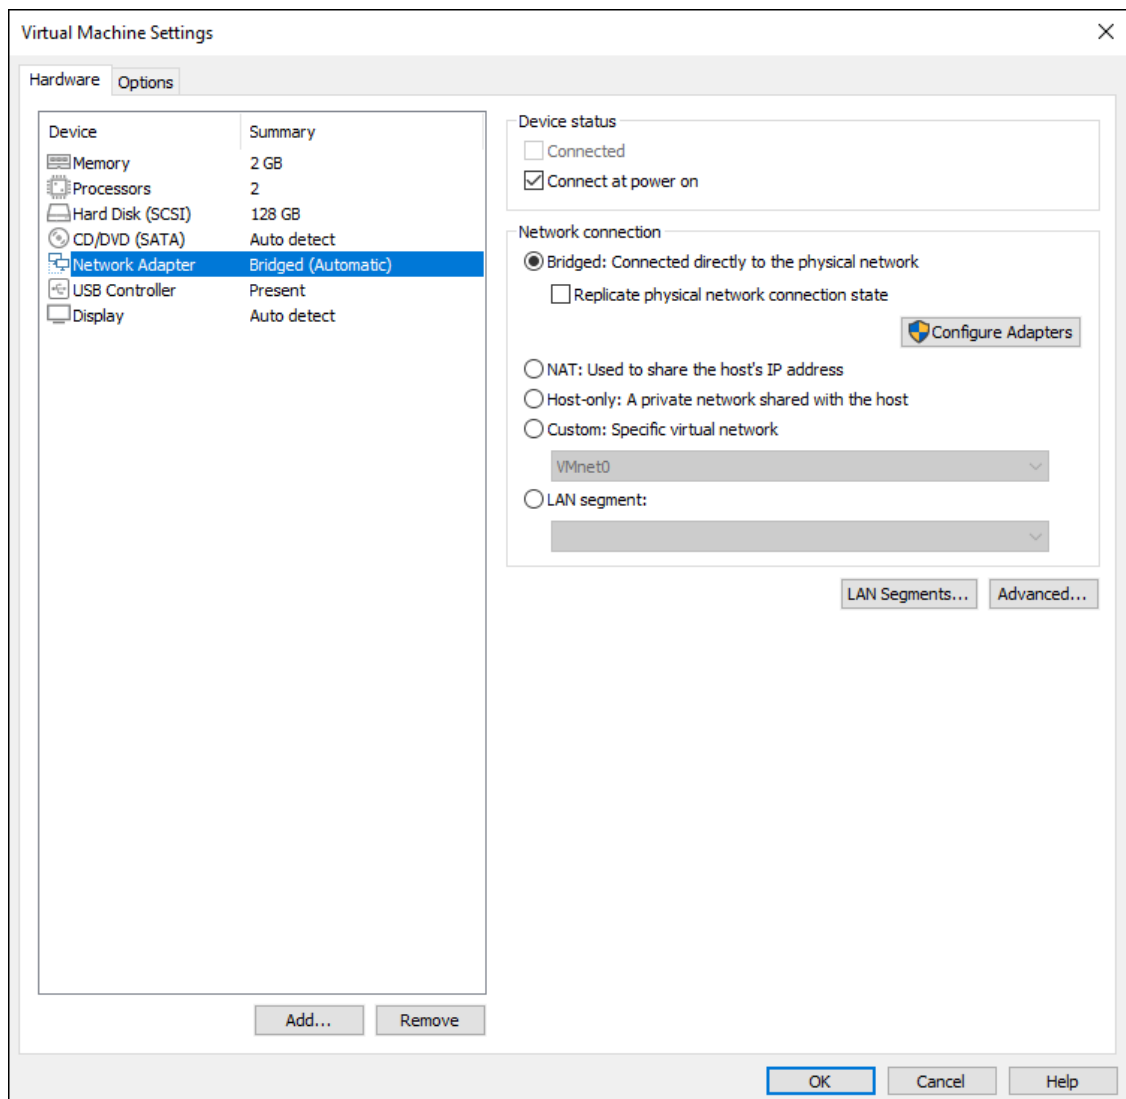 Virtual Machine Settings
Hardware Options
Device Summary
Memory 2 GB
Processors 2
Hard Disk (SCSI) 128 GB
CD/DVD (SATA) Auto detect
Network Adapter Bridged (Automatic)
USB Controller Present
Display Auto detect
Add... Remove
Device status
Connected
Connect at power on
Network connection
Bridged: Connected directly to the physical network
Replicate physical network connection state
Configure Adapters
NAT: Used to share the host's IP address
Host-only: A private network shared with the host
Custom: Specific virtual network
VMnet0
LAN segment:
LAN Segments... Advanced...
OK Cancel Help